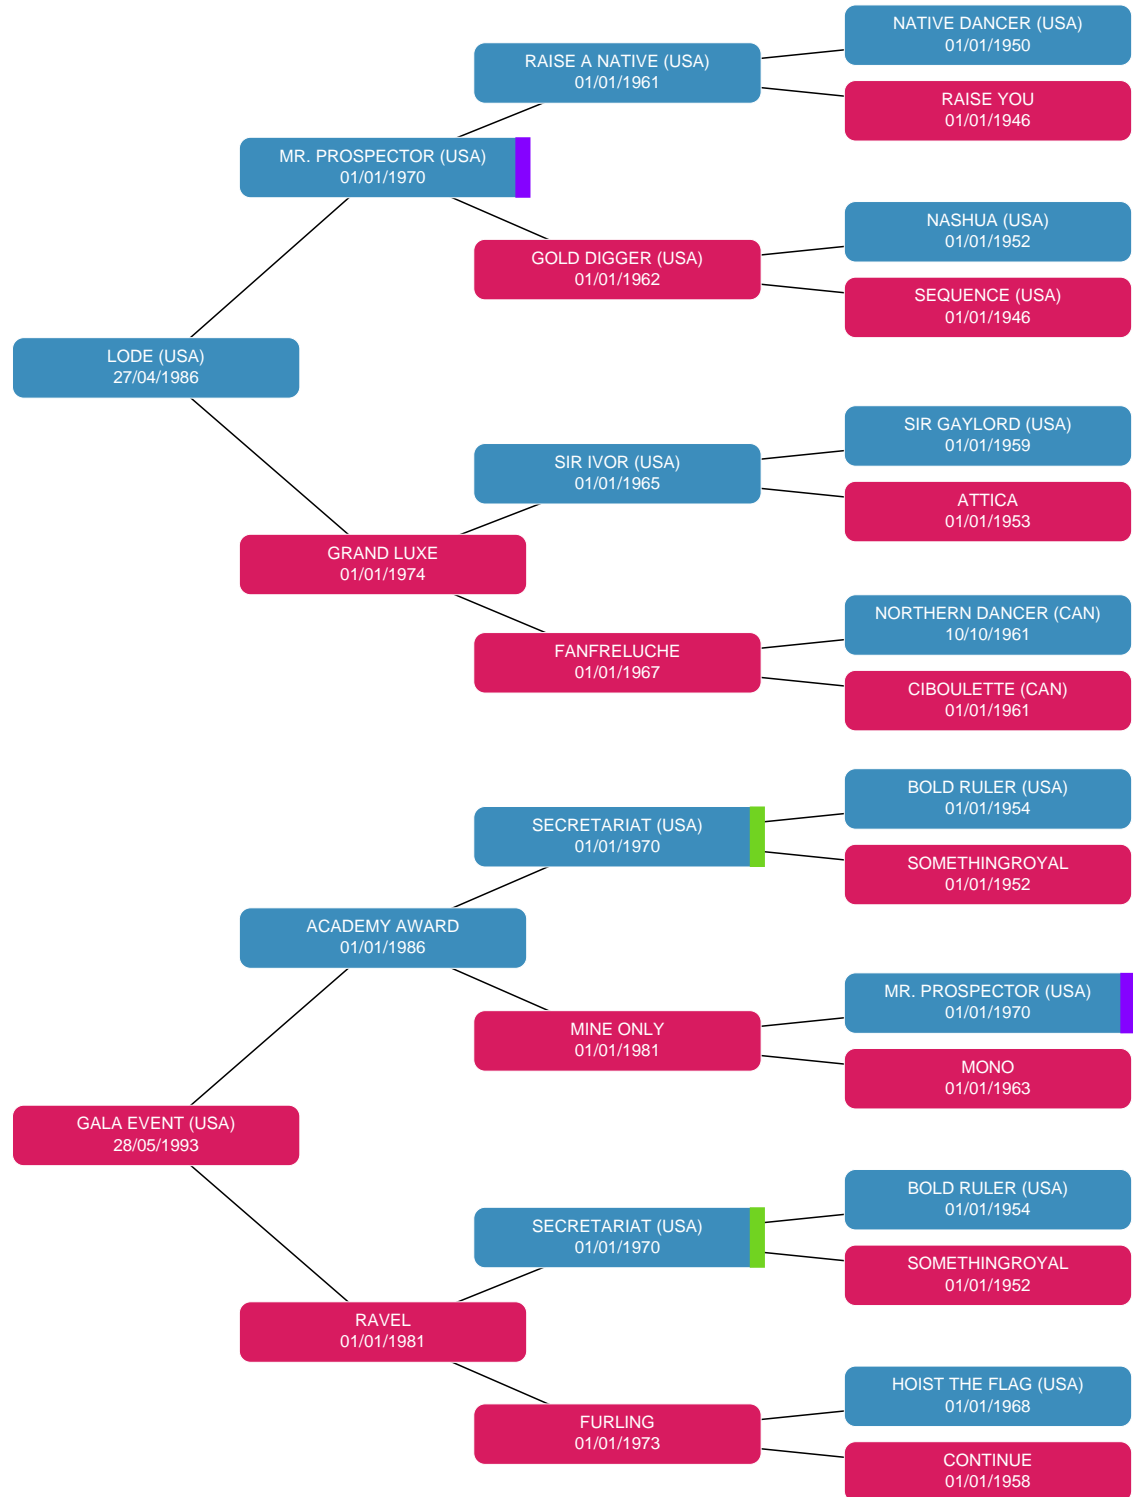 NATIVE DANCER (USA)
01/01/1950
RAISE A NATIVE (USA)
01/01/1961
RAISE YOU
01/01/1946
MR. PROSPECTOR (USA)
01/01/1970
NASHUA (USA)
01/01/1952
GOLD DIGGER (USA)
01/01/1962
SEQUENCE (USA)
01/01/1946
LODE (USA)
27/04/1986
SIR GAYLORD (USA)
01/01/1959
SIR IVOR (USA)
01/01/1965
ATTICA
01/01/1953
GRAND LUXE
01/01/1974
NORTHERN DANCER (CAN)
10/10/1961
FANFRELUCHE
01/01/1967
CIBOULETTE (CAN)
01/01/1961
BOLD RULER (USA)
01/01/1954
SECRETARIAT (USA)
01/01/1970
SOMETHINGROYAL
01/01/1952
ACADEMY AWARD
01/01/1986
MR. PROSPECTOR (USA)
01/01/1970
MINE ONLY
01/01/1981
MONO
01/01/1963
GALA EVENT (USA)
28/05/1993
BOLD RULER (USA)
01/01/1954
SECRETARIAT (USA)
01/01/1970
SOMETHINGROYAL
01/01/1952
RAVEL
01/01/1981
HOIST THE FLAG (USA)
01/01/1968
FURLING
01/01/1973
CONTINUE
01/01/1958